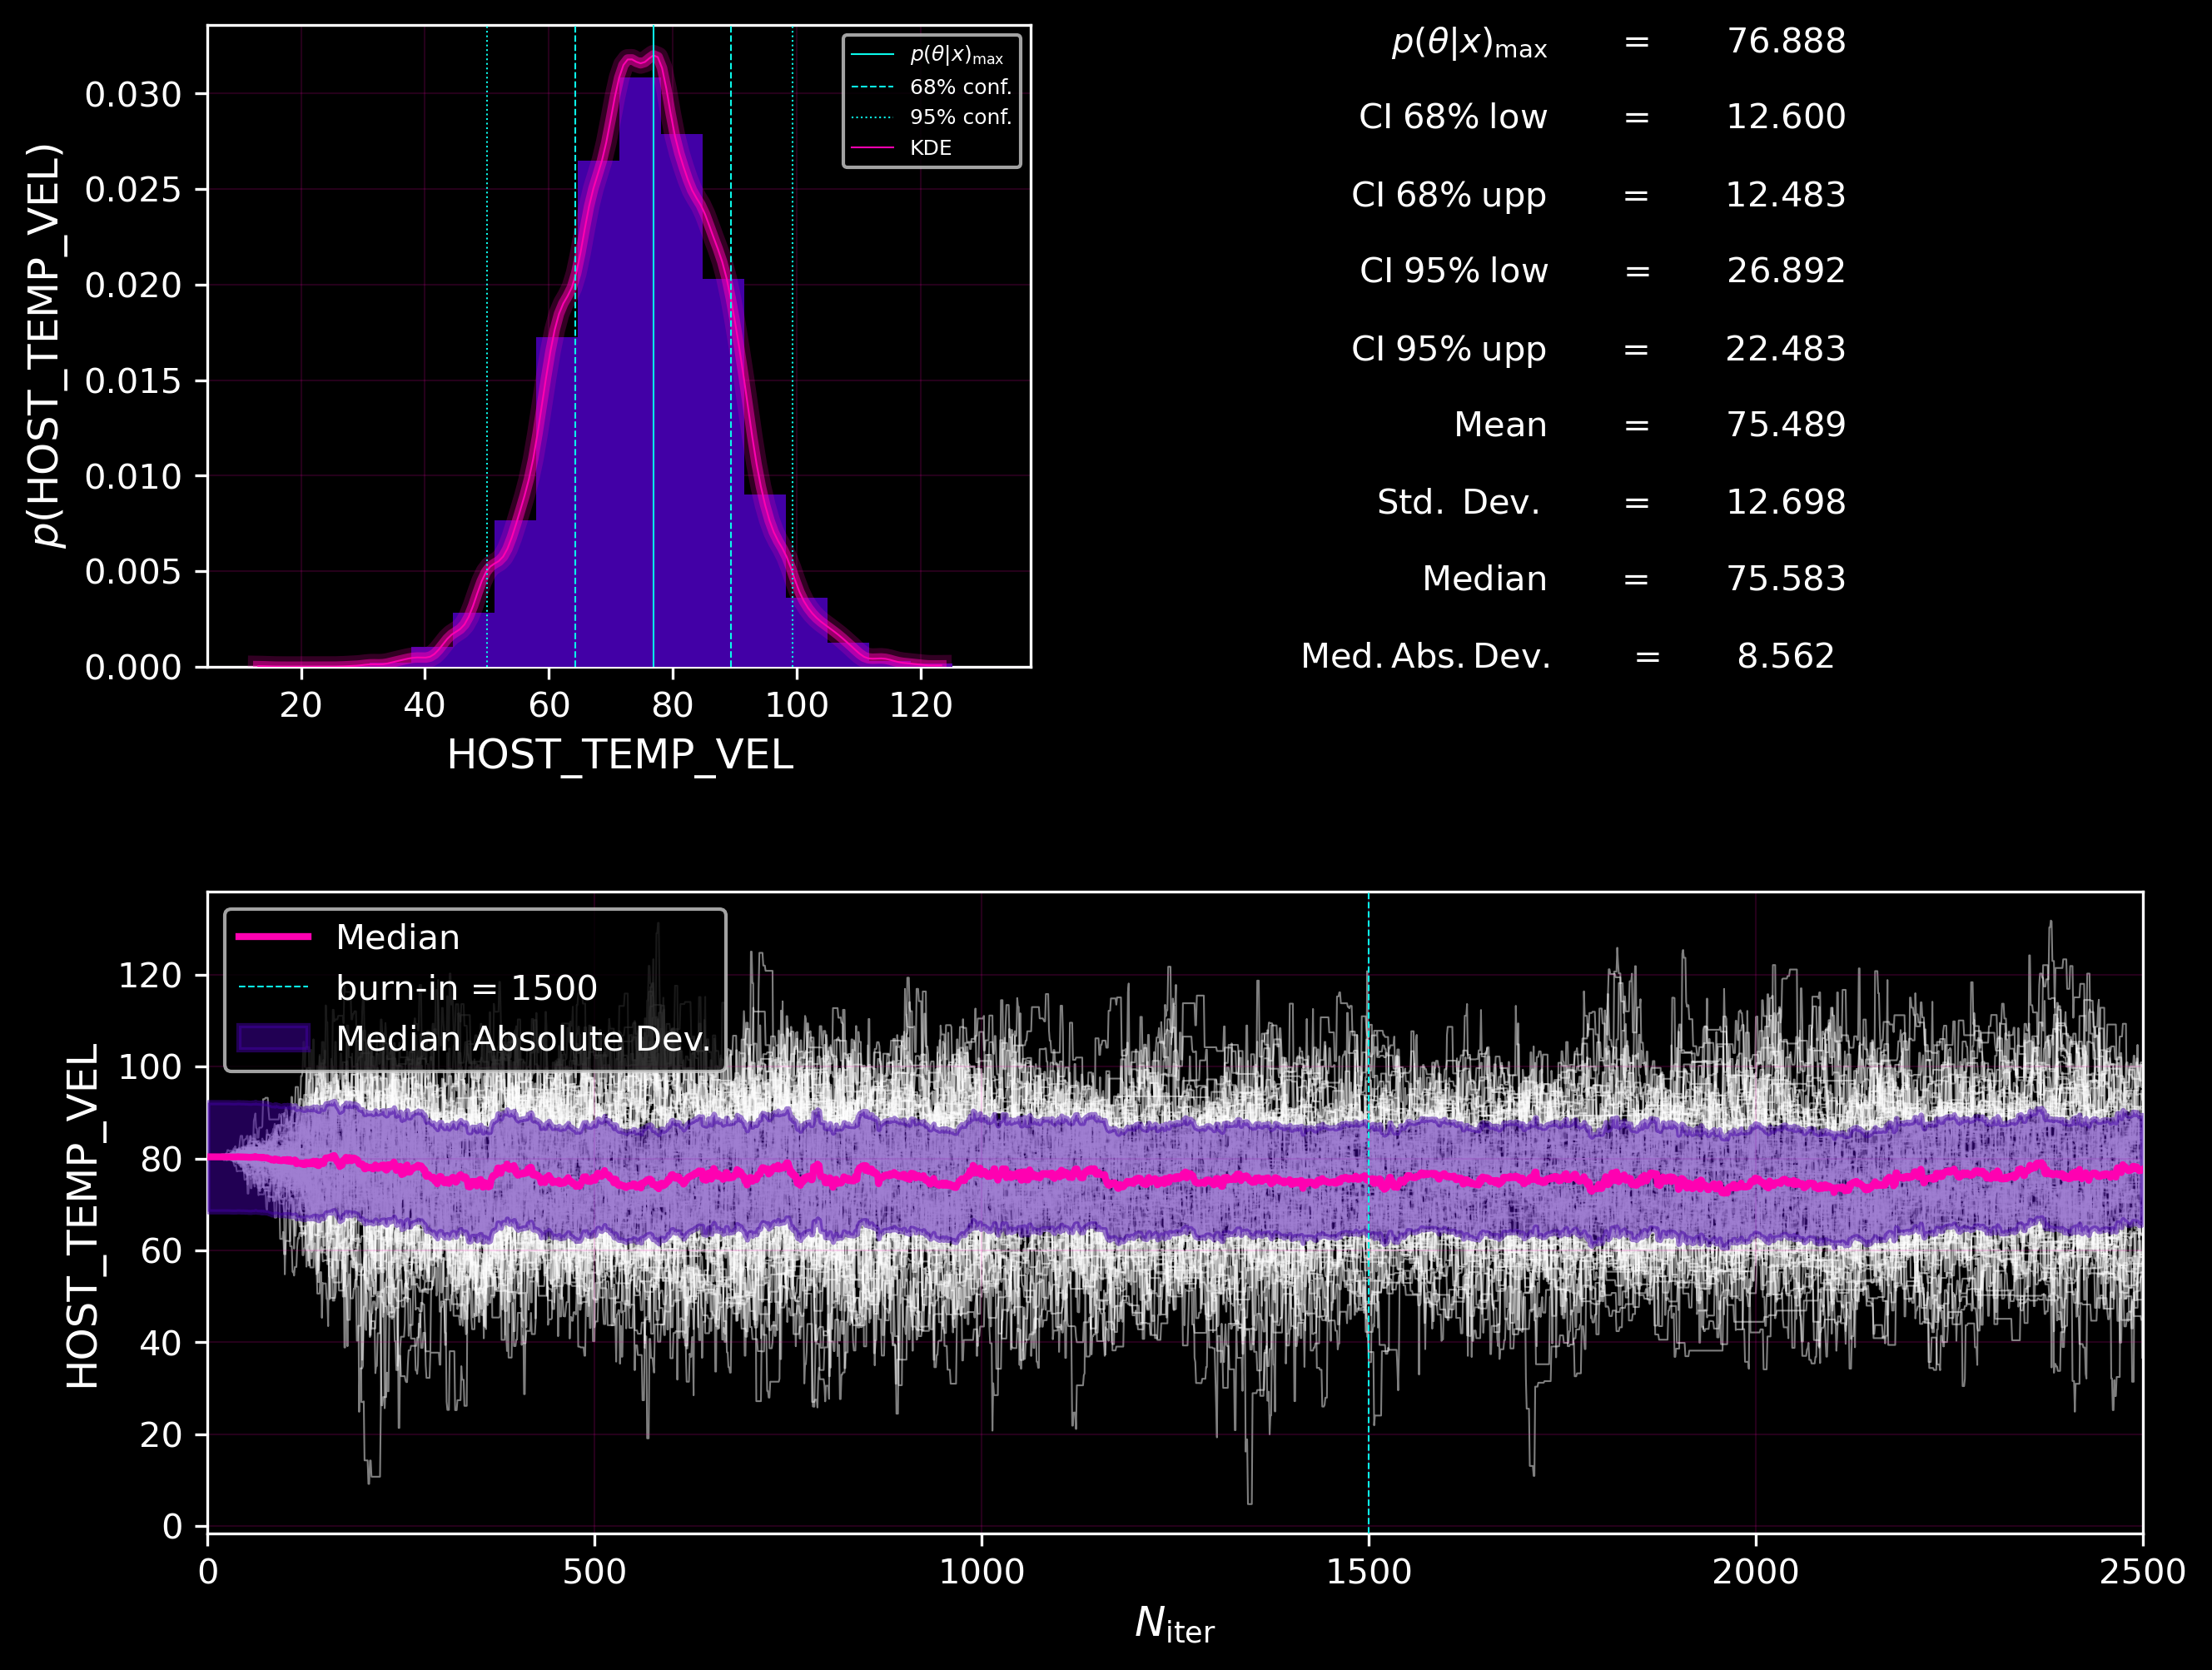 p(HOST_TEMP_VEL)
0.030
0.025
0.020
0.015
0.010
0.005
0.000
20 40 60 80 100 120
HOST_TEMP_VEL
p(θ|x)max
68% conf.
95% conf.
KDE
p(θ|x)max = 76.888
CI 68% low = 12.600
CI 68% upp = 12.483
CI 95% low = 26.892
CI 95% upp = 22.483
Mean = 75.489
Std. Dev. = 12.698
Median = 75.583
Med. Abs. Dev. = 8.562
HOST_TEMP_VEL
120
100
80
60
40
20
0
Median
burn-in = 1500
Median Absolute Dev.
0 500 1000 1500 2000 2500
Niter